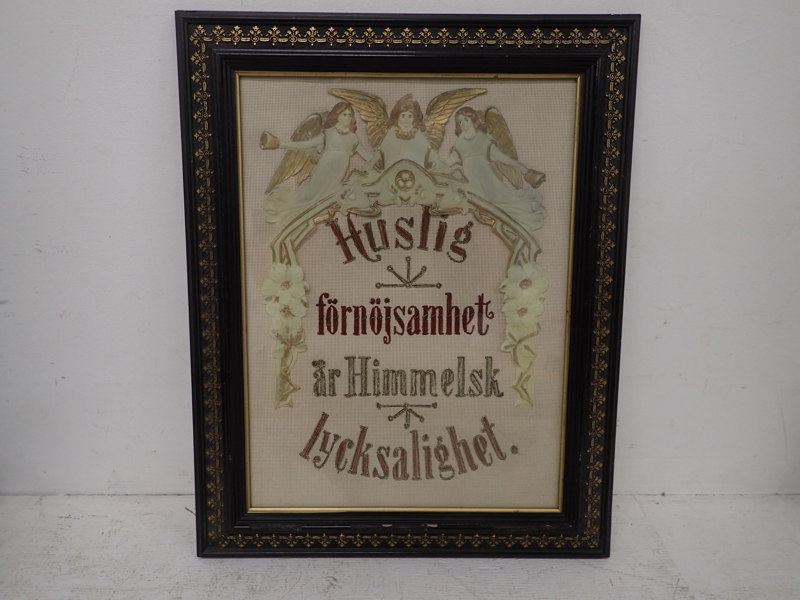 Huslig
förnöjsamhet
är Himmelsk
lycksalighet.